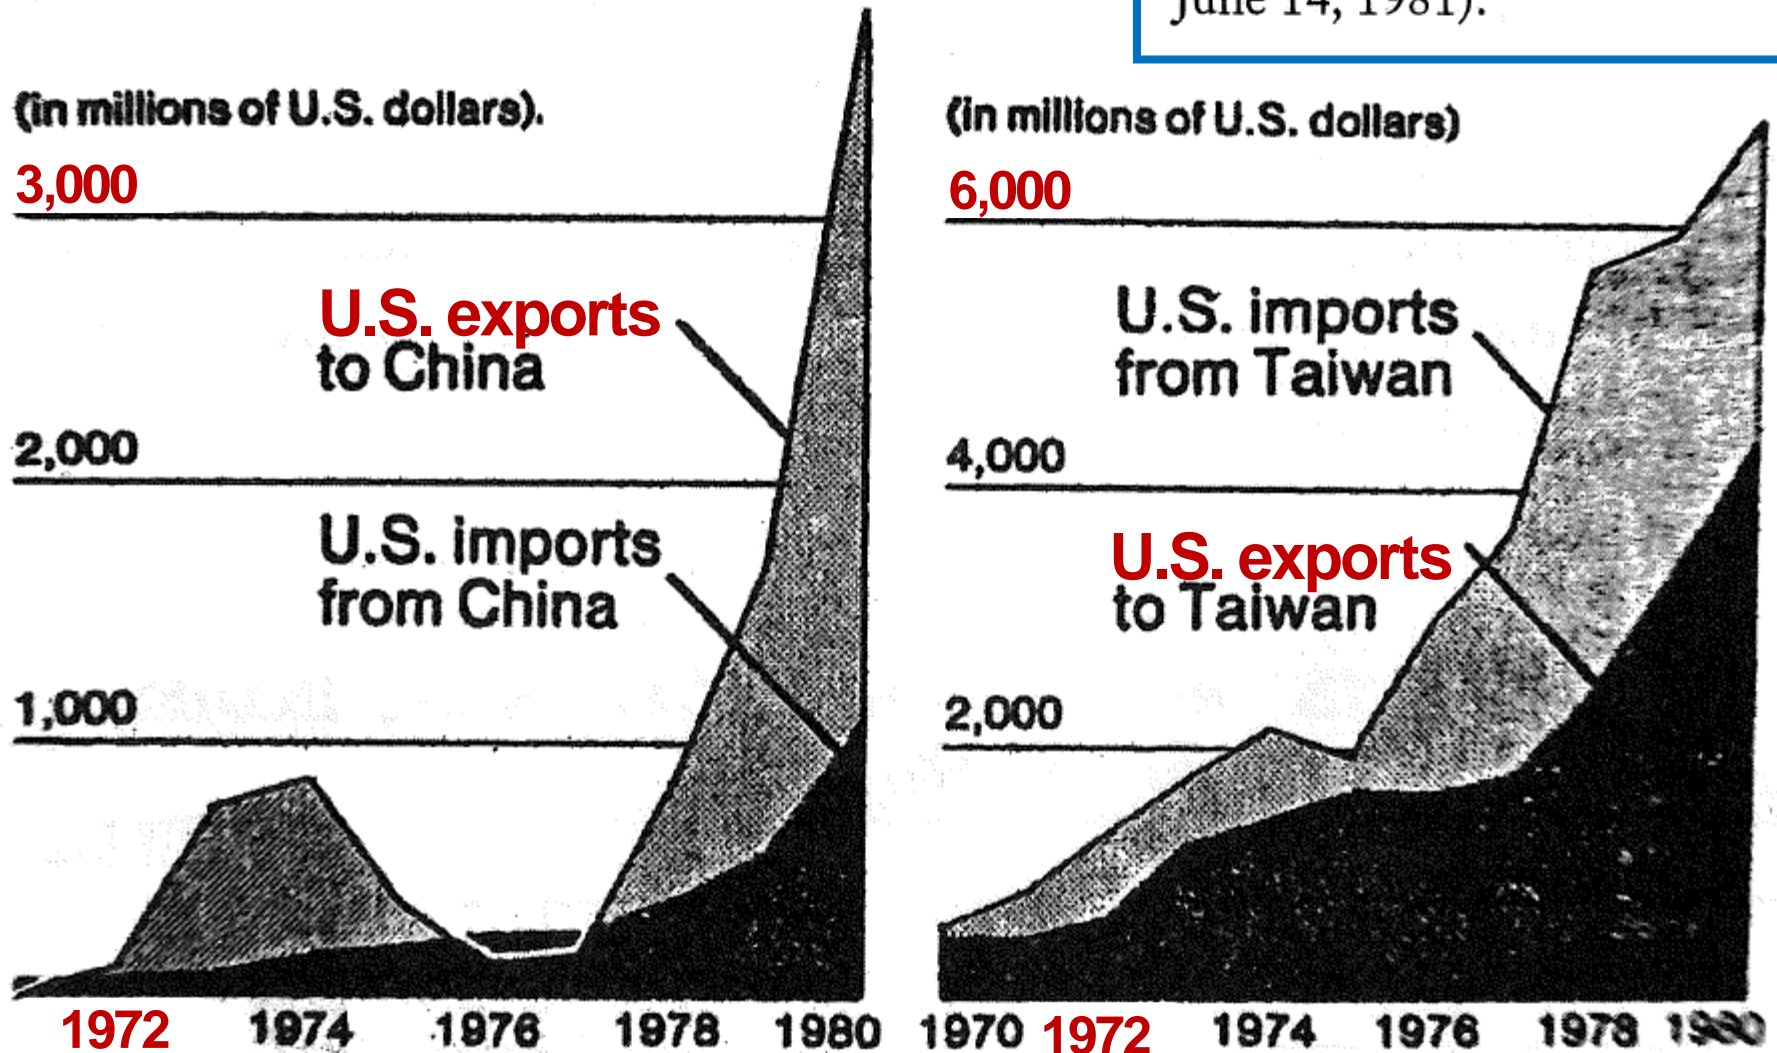 June 14, 1981).
(in millions of U.S. dollars).
3,000
U.S. exports
to China
2,000
U.S. imports
from China
1,000
1972 1974 1976 1978 1980
(in millions of U.S. dollars)
6,000
U.S. imports
from Taiwan
4,000
U.S. exports
to Taiwan
2,000
1970 1972 1974 1976 1978 1980